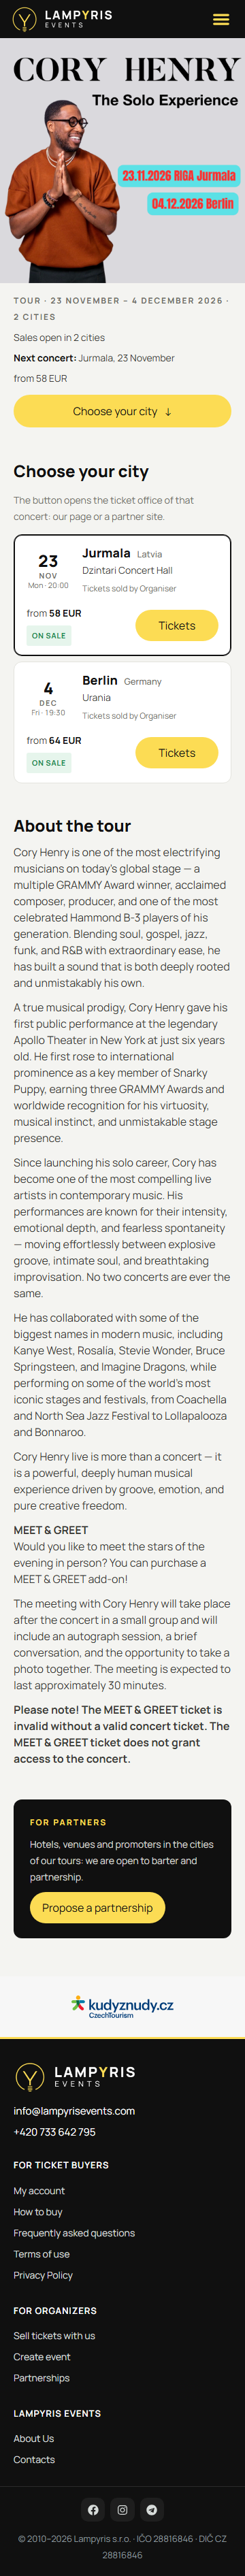 LAMPYRIS
EVENTS
CORY HENRY
The Solo Experience
23.11.2026 RIGA Jurmala
04.12.2026 Berlin
TOUR · 23 NOVEMBER – 4 DECEMBER 2026 ·
2 CITIES
Sales open in 2 cities
Next concert: Jurmala, 23 November
from 58 EUR
Choose your city ↓
Choose your city
The button opens the ticket office of that
concert: our page or a partner site.
23
NOV
Mon · 20:00
Jurmala Latvia
Dzintari Concert Hall
Tickets sold by Organiser
from 58 EUR
ON SALE
Tickets
4
DEC
Fri · 19:30
Berlin Germany
Urania
Tickets sold by Organiser
from 64 EUR
ON SALE
Tickets
About the tour
Cory Henry is one of the most electrifying
musicians on today's global stage — a
multiple GRAMMY Award winner, acclaimed
composer, producer, and one of the most
celebrated Hammond B-3 players of his
generation. Blending soul, gospel, jazz,
funk, and R&B with extraordinary ease, he
has built a sound that is both deeply rooted
and unmistakably his own.
A true musical prodigy, Cory Henry gave his
first public performance at the legendary
Apollo Theater in New York at just six years
old. He first rose to international
prominence as a key member of Snarky
Puppy, earning three GRAMMY Awards and
worldwide recognition for his virtuosity,
musical instinct, and unmistakable stage
presence.
Since launching his solo career, Cory has
become one of the most compelling live
artists in contemporary music. His
performances are known for their intensity,
emotional depth, and fearless spontaneity
— moving effortlessly between explosive
groove, intimate soul, and breathtaking
improvisation. No two concerts are ever the
same.
He has collaborated with some of the
biggest names in modern music, including
Kanye West, Rosalía, Stevie Wonder, Bruce
Springsteen, and Imagine Dragons, while
performing on some of the world's most
iconic stages and festivals, from Coachella
and North Sea Jazz Festival to Lollapalooza
and Bonnaroo.
Cory Henry live is more than a concert — it
is a powerful, deeply human musical
experience driven by groove, emotion, and
pure creative freedom.
MEET & GREET
Would you like to meet the stars of the
evening in person? You can purchase a
MEET & GREET add-on!
The meeting with Cory Henry will take place
after the concert in a small group and will
include an autograph session, a brief
conversation, and the opportunity to take a
photo together. The meeting is expected to
last approximately 30 minutes.
Please note! The MEET & GREET ticket is
invalid without a valid concert ticket. The
MEET & GREET ticket does not grant
access to the concert.
FOR PARTNERS
Hotels, venues and promoters in the cities
of our tours: we are open to barter and
partnership.
Propose a partnership
kudyznudy.cz
CzechTourism
LAMPYRIS
EVENTS
info@lampyrisevents.com
+420 733 642 795
FOR TICKET BUYERS
My account
How to buy
Frequently asked questions
Terms of use
Privacy Policy
FOR ORGANIZERS
Sell tickets with us
Create event
Partnerships
LAMPYRIS EVENTS
About Us
Contacts
© 2010–2026 Lampyris s.r.o. · IČO 28816846 · DIČ CZ
28816846